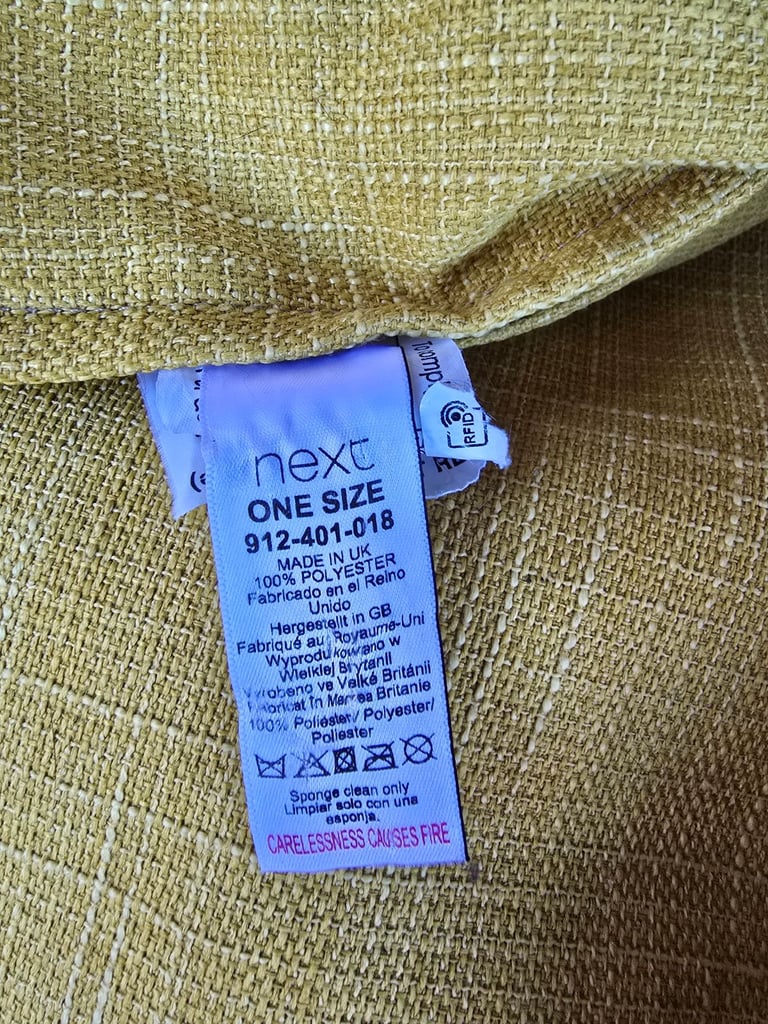 next
ONE SIZE
912-401-018
MADE IN UK
100% POLYESTER
Fabricado en el Reino
Unido
Hergestellt in GB
Fabriqué au Royaume-Uni
Wyprodukowano w
Wielkiej Brytanii
Vyrobeno ve Velké Británii
Fabricat în Marea Britanie
100% Poliéster/ Polyester/
Poliester
Sponge clean only
Limpiar solo con una
esponja.
CARELESSNESS CAUSES FIRE
RFID